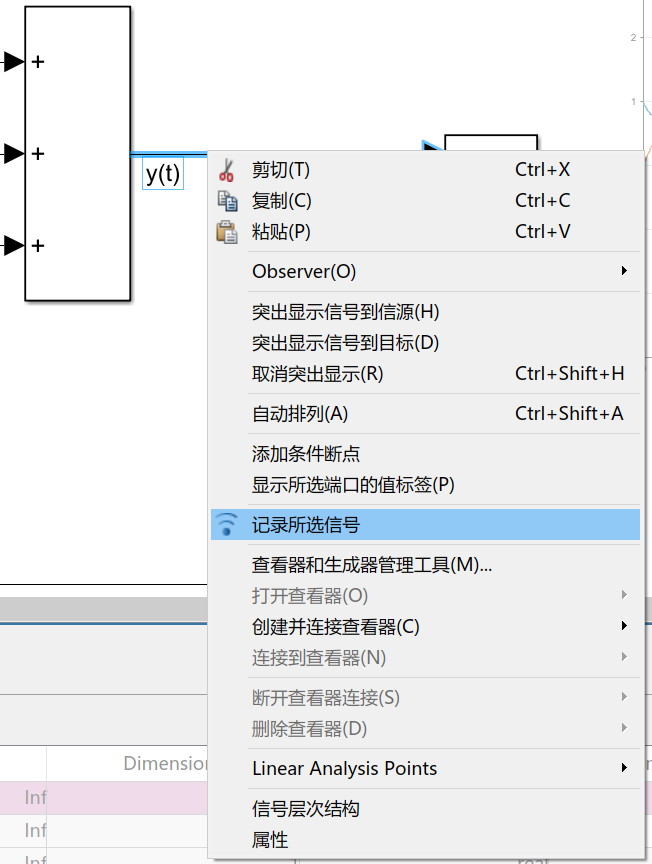 +
2
1
+
y(t)
+
剪切(T) Ctrl+X
复制(C) Ctrl+C
粘贴(P) Ctrl+V
Observer(O)
突出显示信号到信源(H)
突出显示信号到目标(D)
取消突出显示(R) Ctrl+Shift+H
自动排列(A) Ctrl+Shift+A
添加条件断点
显示所选端口的值标签(P)
记录所选信号
查看器和生成器管理工具(M)...
打开查看器(O)
创建并连接查看器(C)
连接到查看器(N)
断开查看器连接(S)
删除查看器(D)
Dimension
Linear Analysis Points
Inf
信号层次结构
Inf
属性
Inf
real